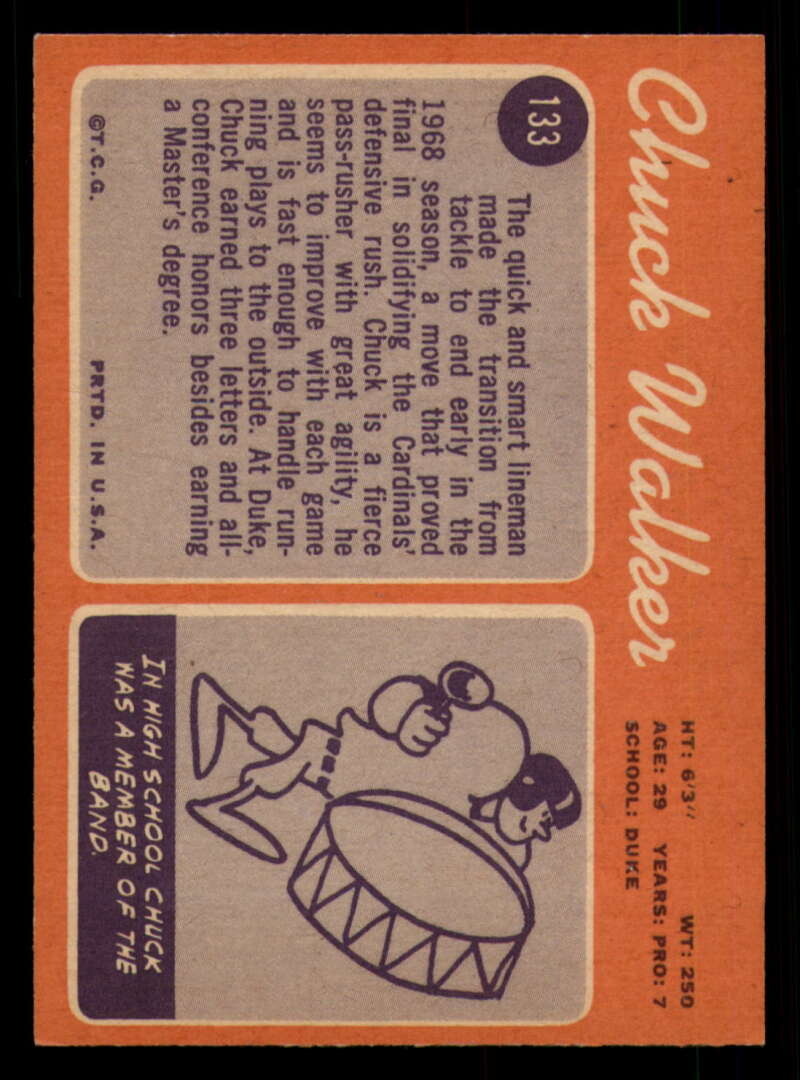 Chuck Walker
HT: 6'3" WT: 250
AGE: 29 YEARS: PRO: 7
SCHOOL: DUKE
133
The quick and smart lineman
made the transition from
tackle to end early in the
1968 season, a move that proved
final in solidifying the Cardinals'
defensive rush. Chuck is a fierce
pass-rusher with great agility, he
seems to improve with each game
and is fast enough to handle run-
ning plays to the outside. At Duke,
Chuck earned three letters and all-
conference honors besides earning
a Master's degree.
©T.C.G. PRTD. IN U.S.A.
IN HIGH SCHOOL CHUCK
WAS A MEMBER OF THE
BAND.